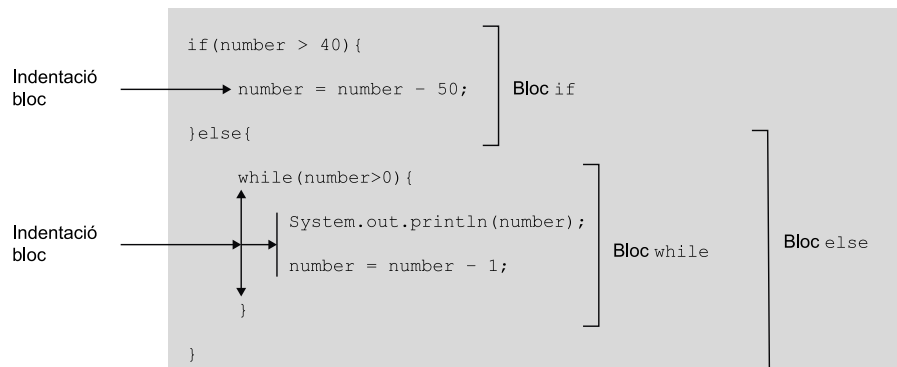 if(number > 40){
Indentació
bloc
number = number – 50;
Bloc if
}else{
while(number>0){
System.out.println(number);
Indentació
bloc
Bloc while
Bloc else
number = number – 1;
}
}